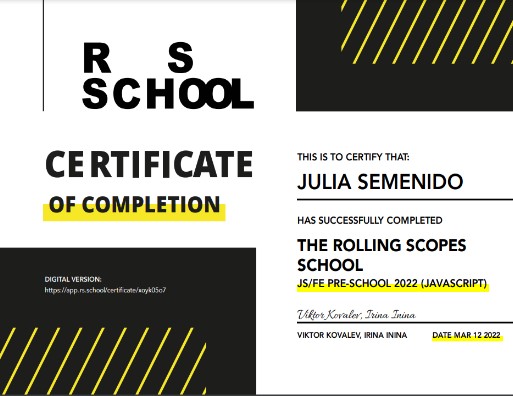 R S
SCHOOL
CERTIFICATE
OF COMPLETION
DIGITAL VERSION:
https://app.rs.school/certificate/xoyk05o7
THIS IS TO CERTIFY THAT:
JULIA SEMENIDO
HAS SUCCESSFULLY COMPLETED
THE ROLLING SCOPES
SCHOOL
JS/FE PRE-SCHOOL 2022 (JAVASCRIPT)
Viktor Kovalev, Irina Inina
VIKTOR KOVALEV, IRINA ININA
DATE MAR 12 2022